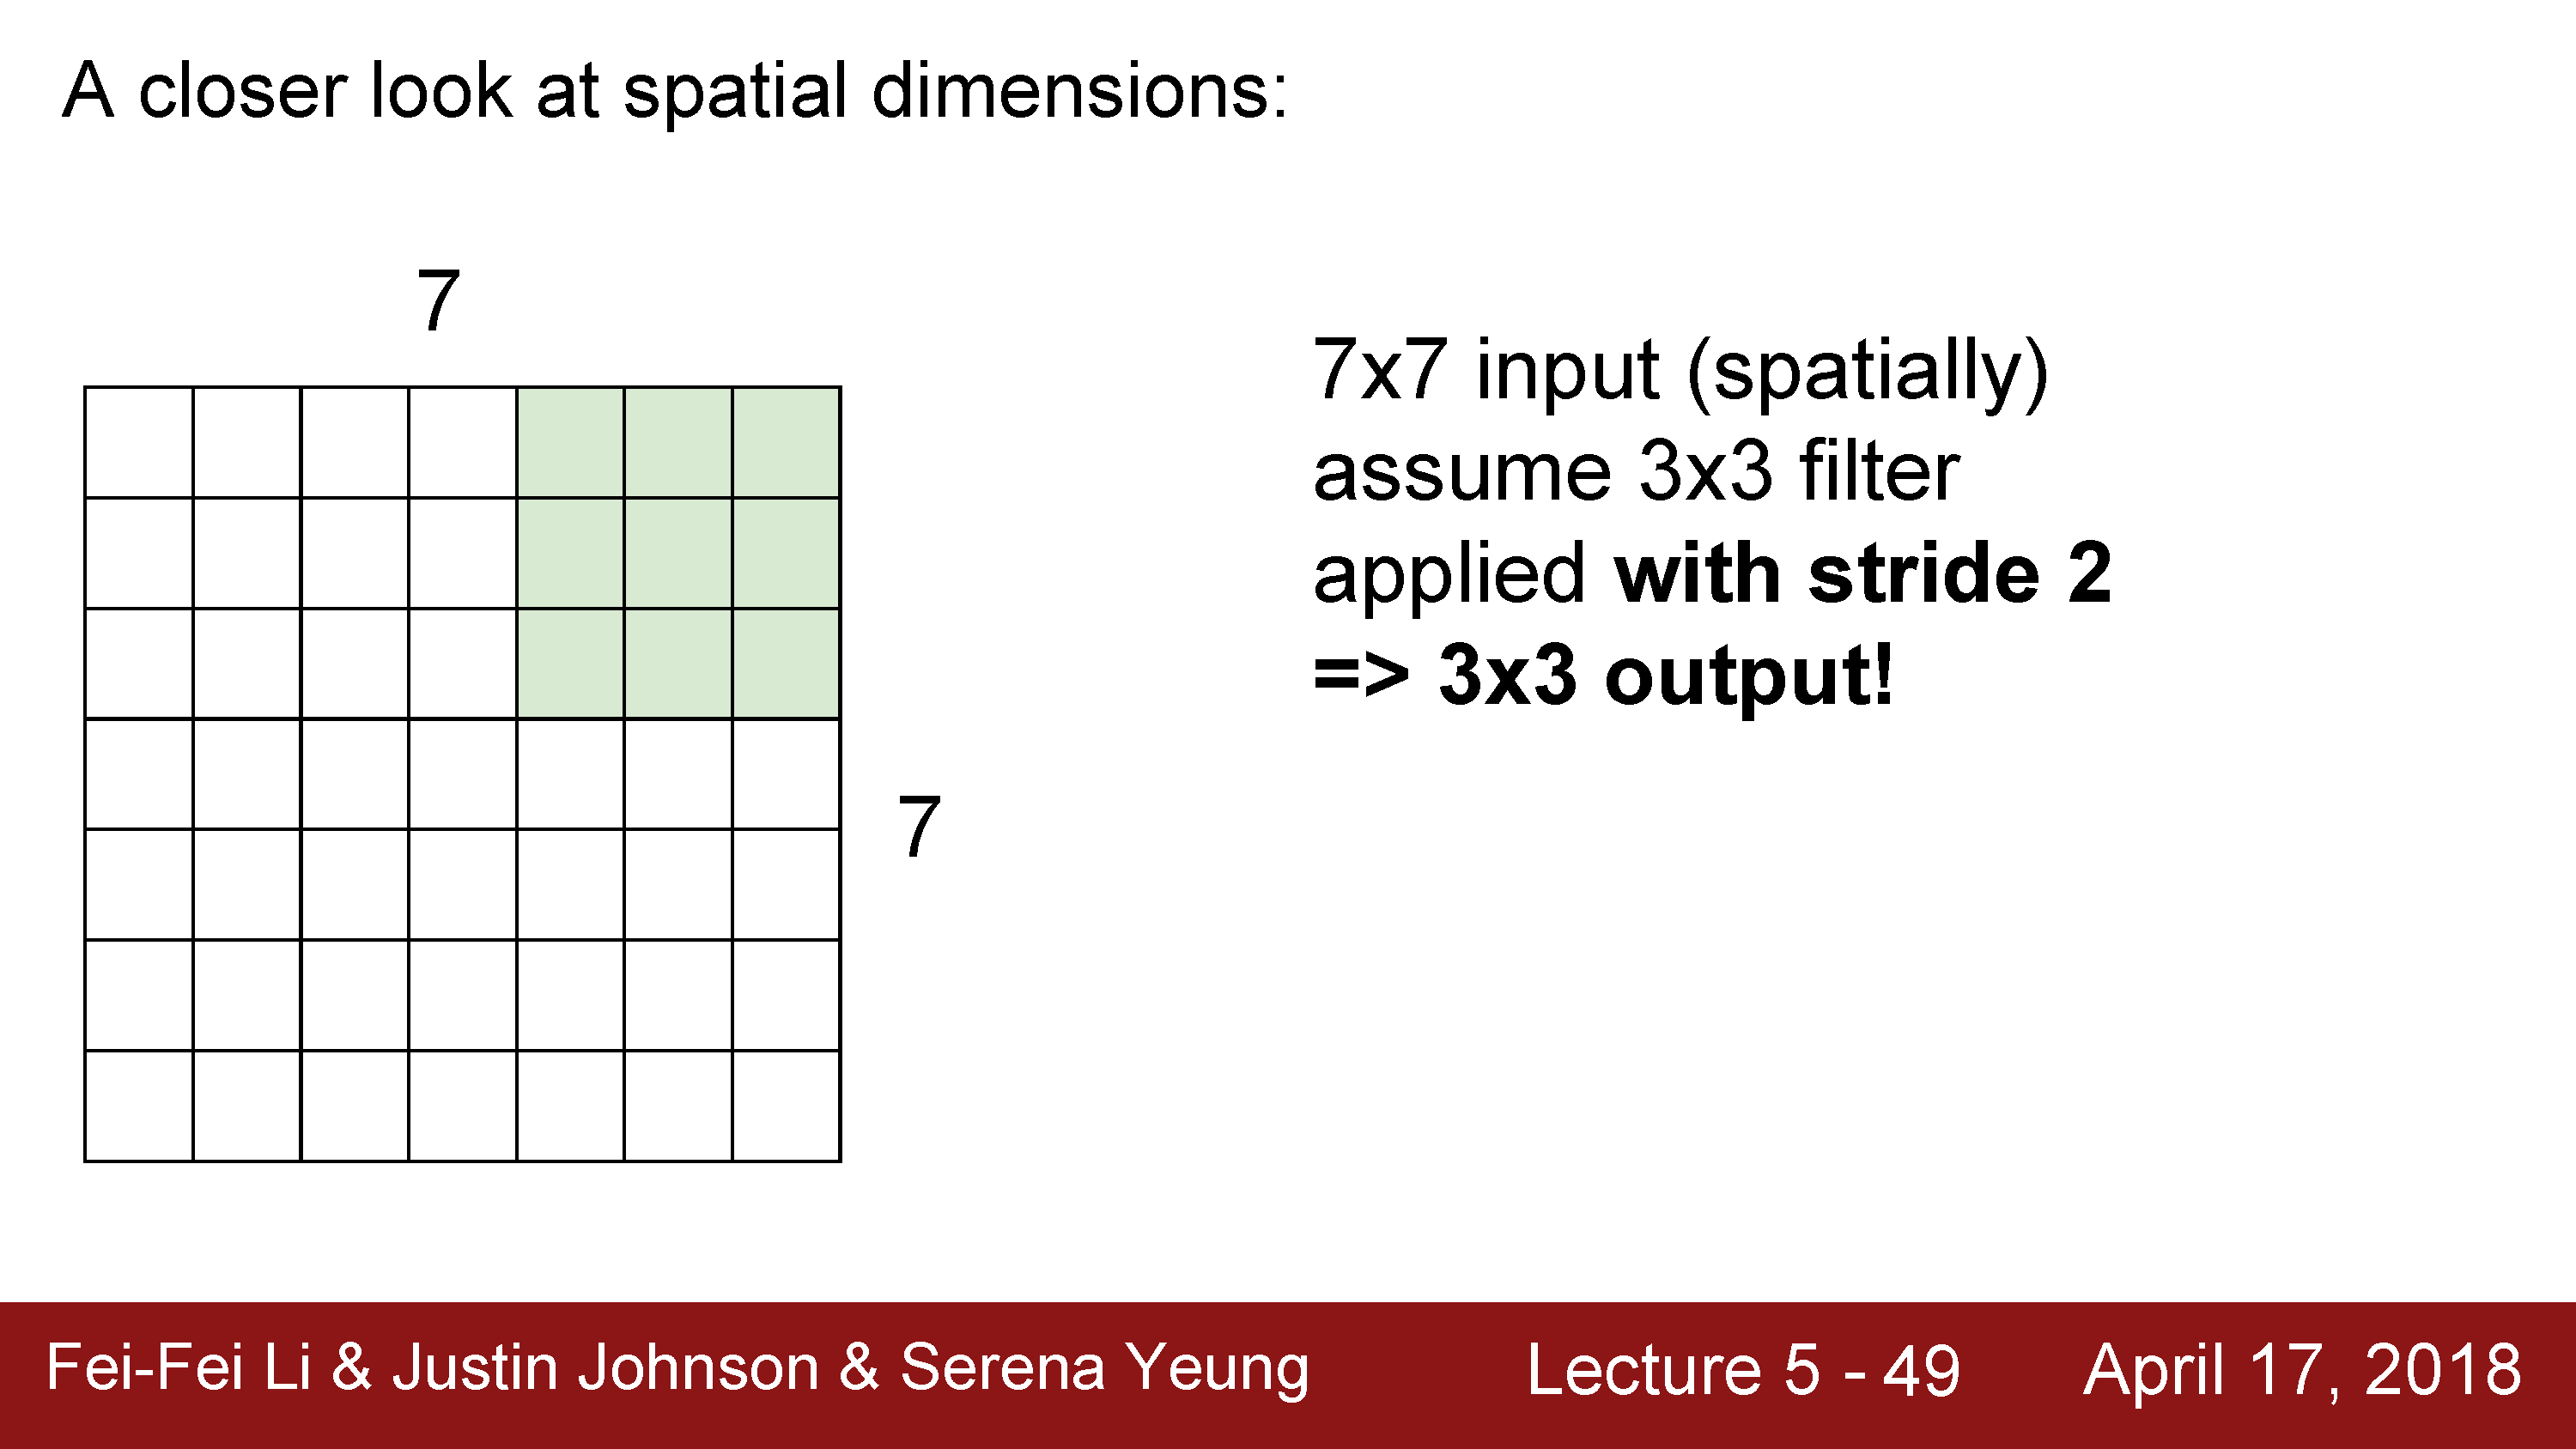 A closer look at spatial dimensions:
7
7x7 input (spatially)
assume 3x3 filter
applied with stride 2
=> 3x3 output!
7
Fei-Fei Li & Justin Johnson & Serena Yeung
Lecture 5 - 49
April 17, 2018